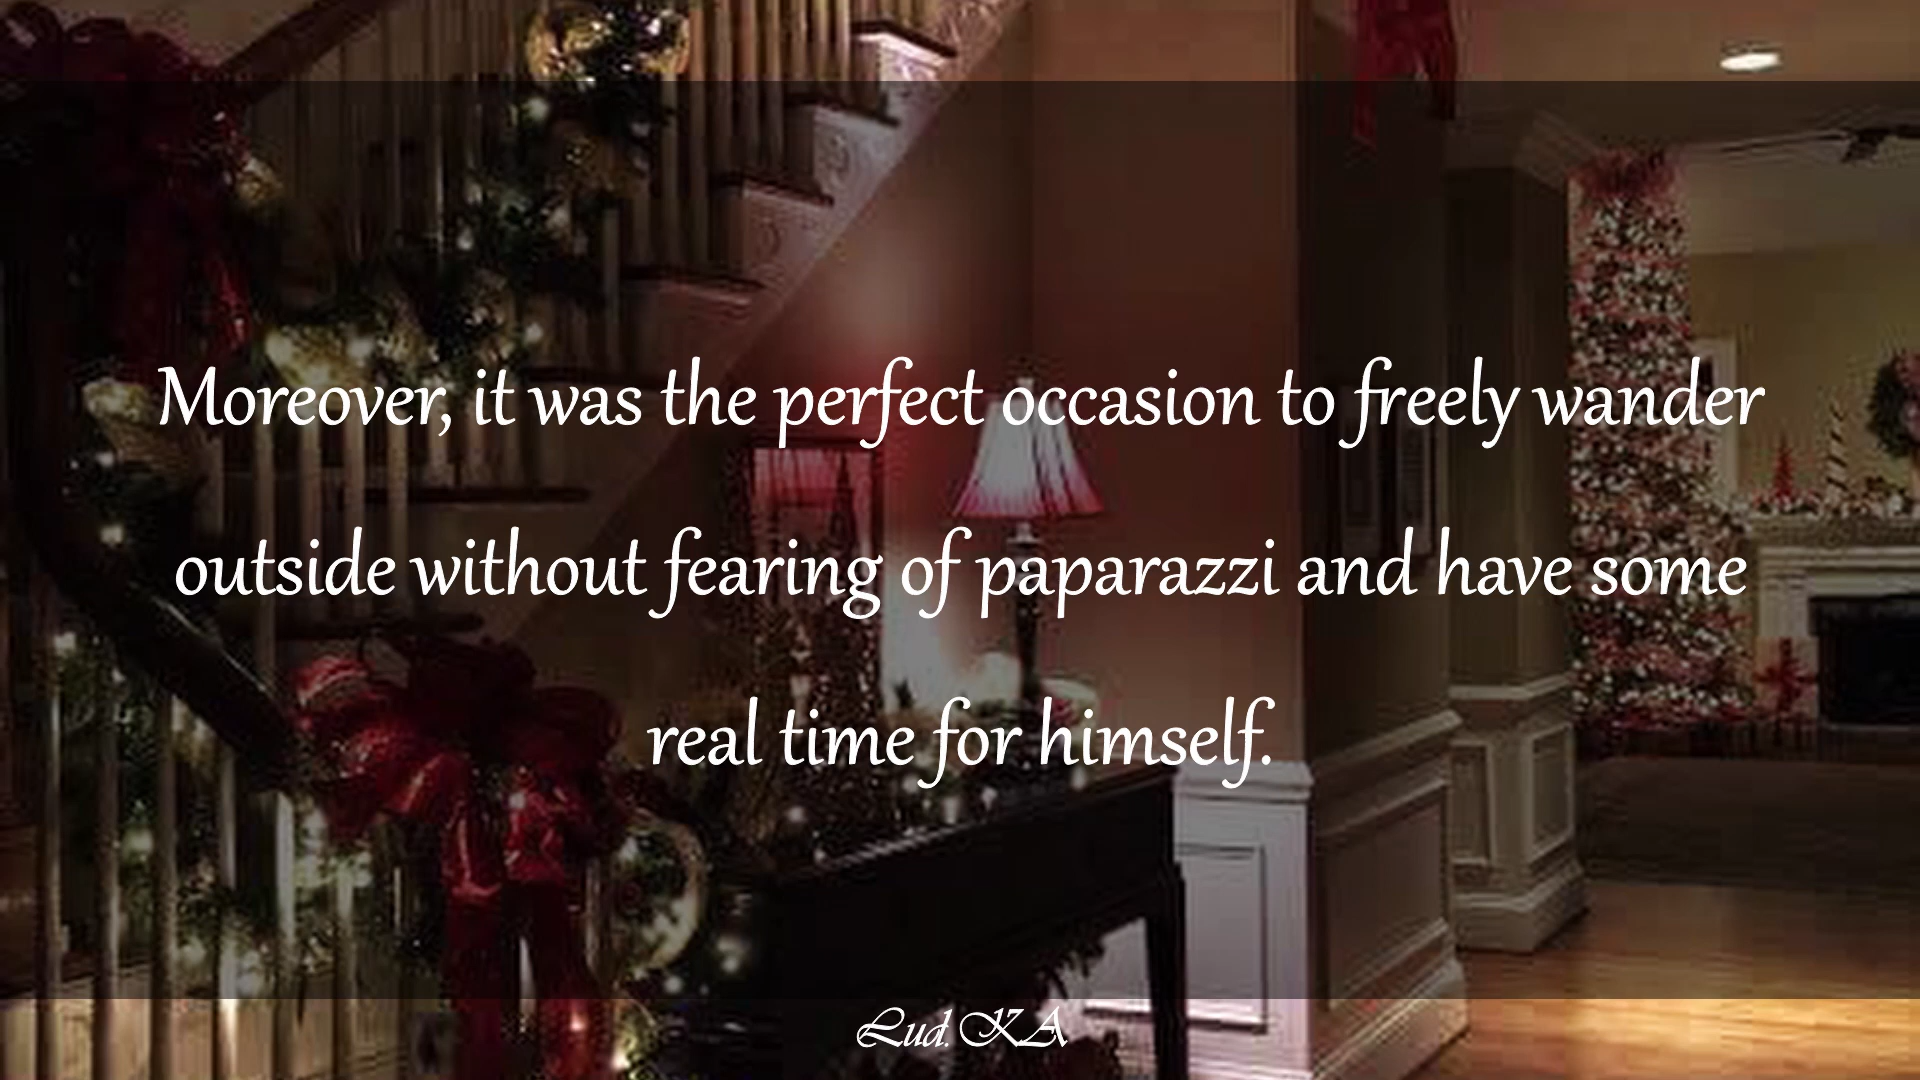 Moreover, it was the perfect occasion to freely wander
outside without fearing of paparazzi and have some
real time for himself.
Lud.KA